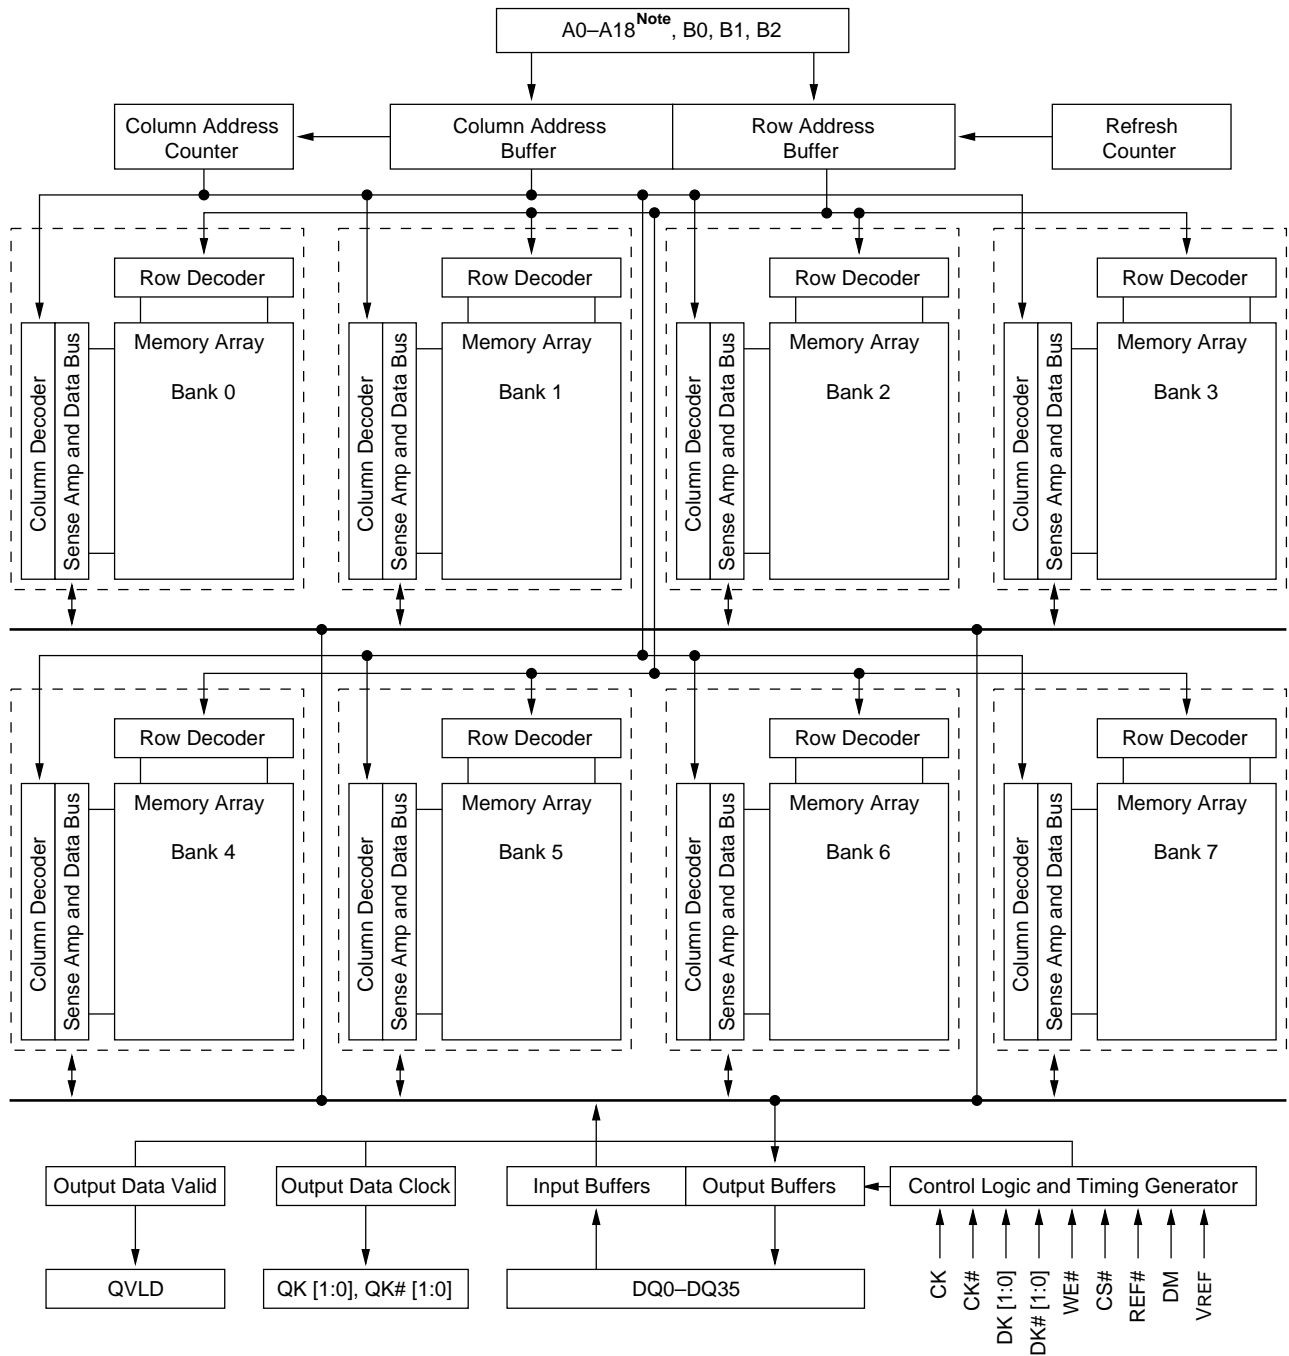 A0–A18Note, B0, B1, B2
Column Address
Counter
Column Address
Buffer
Row Address
Buffer
Refresh
Counter
Row Decoder
Memory Array
Bank 0
Column Decoder
Sense Amp and Data Bus
Row Decoder
Memory Array
Bank 1
Column Decoder
Sense Amp and Data Bus
Row Decoder
Memory Array
Bank 2
Column Decoder
Sense Amp and Data Bus
Row Decoder
Memory Array
Bank 3
Column Decoder
Sense Amp and Data Bus
Row Decoder
Memory Array
Bank 4
Column Decoder
Sense Amp and Data Bus
Row Decoder
Memory Array
Bank 5
Column Decoder
Sense Amp and Data Bus
Row Decoder
Memory Array
Bank 6
Column Decoder
Sense Amp and Data Bus
Row Decoder
Memory Array
Bank 7
Column Decoder
Sense Amp and Data Bus
Output Data Valid
Output Data Clock
Input Buffers
Output Buffers
Control Logic and Timing Generator
QVLD
QK [1:0], QK# [1:0]
DQ0–DQ35
CK
CK#
DK [1:0]
DK# [1:0]
WE#
CS#
REF#
DM
VREF